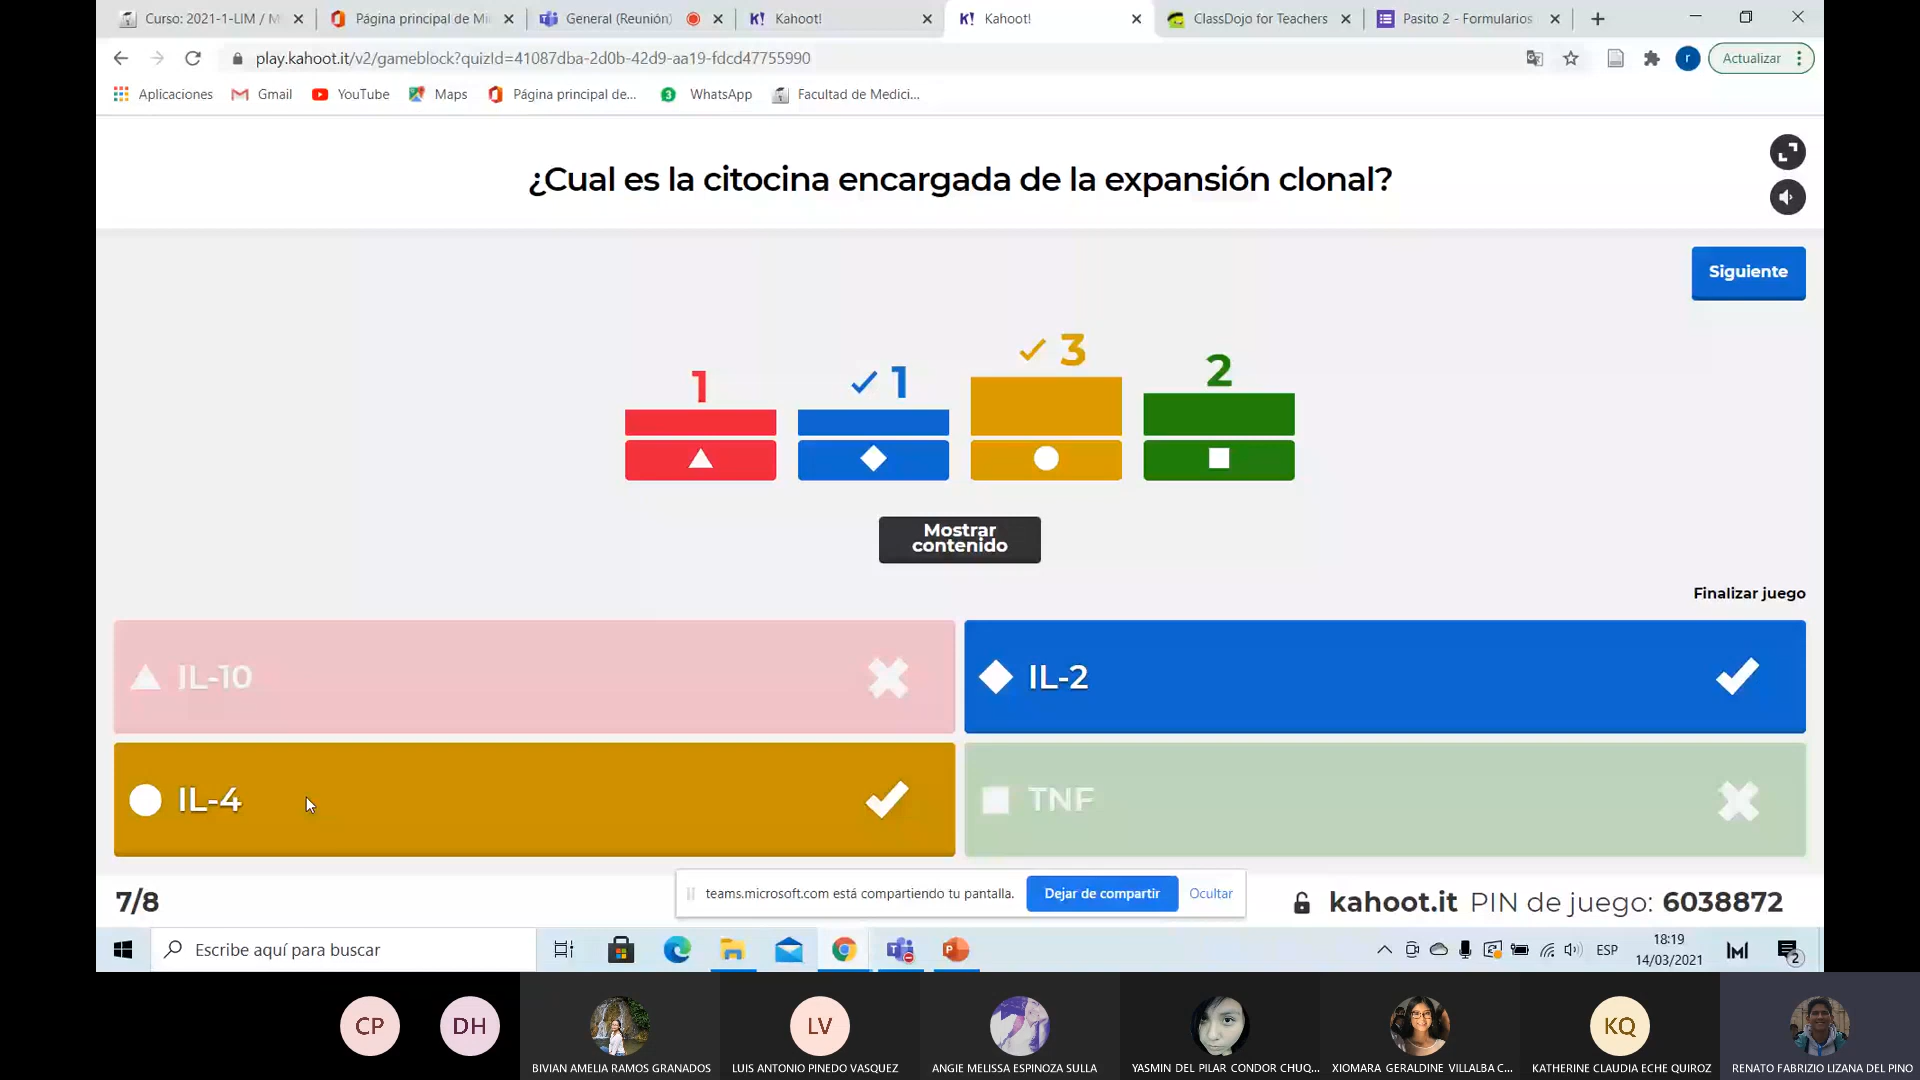 Curso: 2021-1-LIM / M
Página principal de Mi
General (Reunión)
Kahoot!
Kahoot!
ClassDojo for Teachers
Pasito 2 - Formularios
play.kahoot.it/v2/gameblock?quizId=41087dba-2d0b-42d9-aa19-fdcd47755990
r
Actualizar
Aplicaciones
Gmail
YouTube
Maps
Página principal de...
WhatsApp
Facultad de Medici...
¿Cual es la citocina encargada de la expansión clonal?
Siguiente
1
1
3
2
Mostrar
contenido
Finalizar juego
IL-10
IL-2
IL-4
TNF
7/8
teams.microsoft.com está compartiendo tu pantalla.
Dejar de compartir
Ocultar
kahoot.it PIN de juego: 6038872
Escribe aquí para buscar
ESP
18:19
14/03/2021
2
CP
DH
LV
KQ
BIVIAN AMELIA RAMOS GRANADOS
LUIS ANTONIO PINEDO VASQUEZ
ANGIE MELISSA ESPINOZA SULLA
YASMIN DEL PILAR CONDOR CHUQ...
XIOMARA GERALDINE VILLALBA C...
KATHERINE CLAUDIA ECHE QUIROZ
RENATO FABRIZIO LIZANA DEL PINO